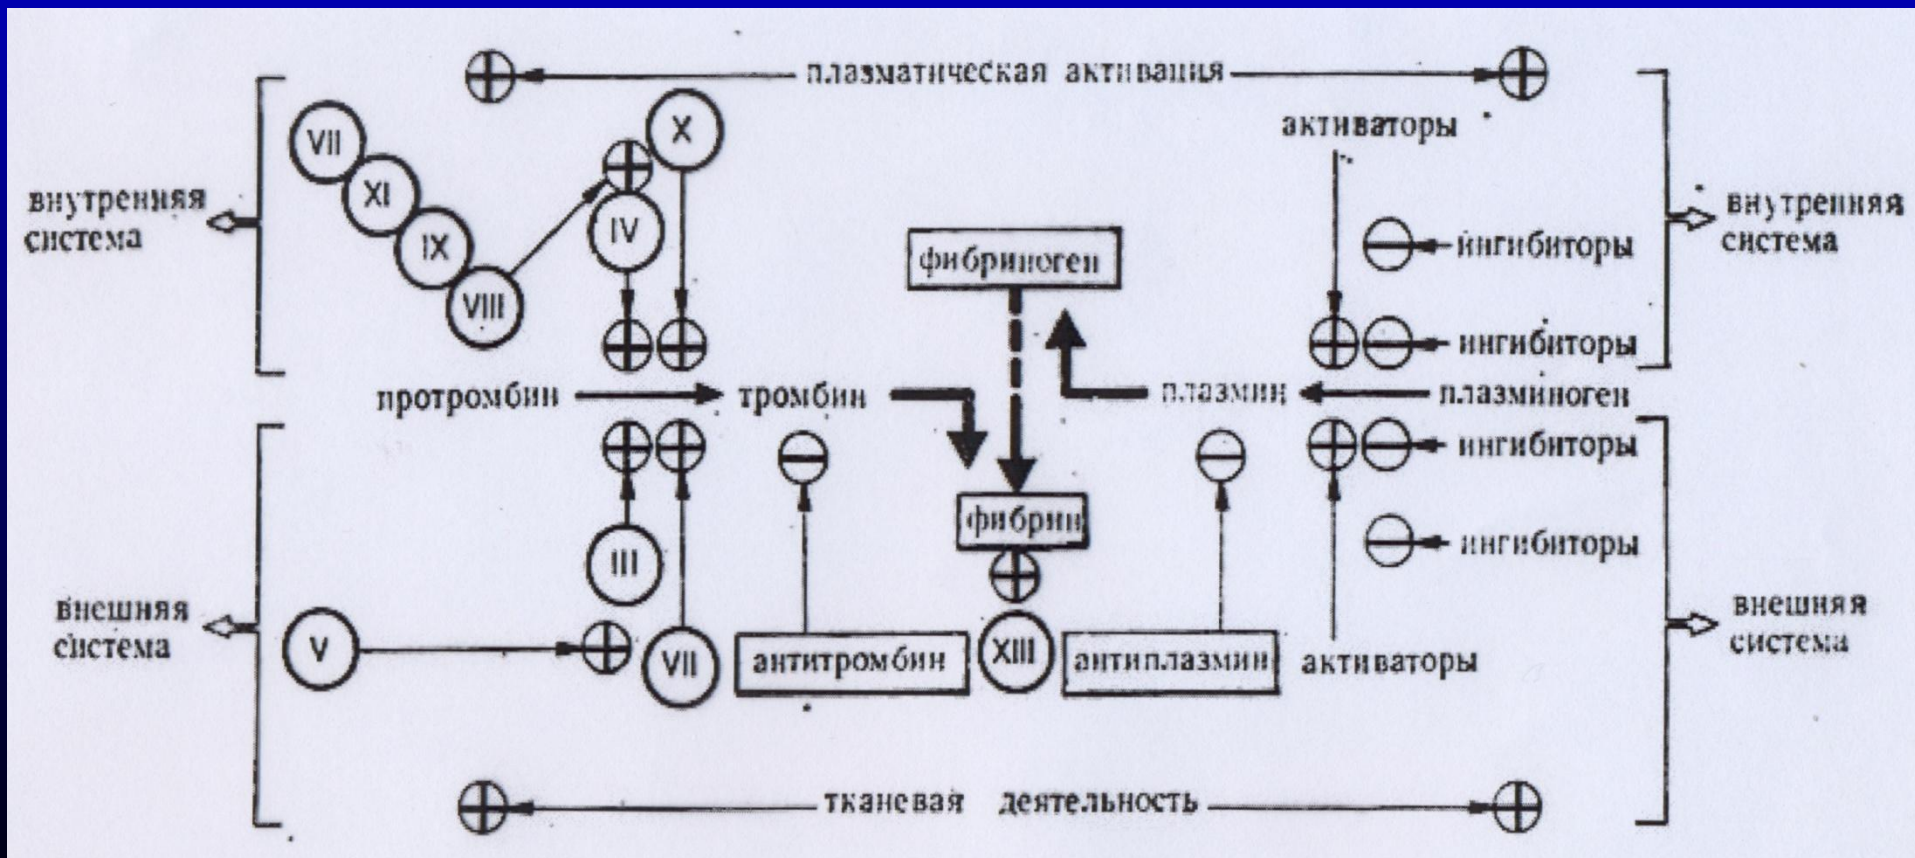 плазматическая активация
активаторы
VII
X
XI
IX
IV
VIII
внутренняя
система
фибриноген
ингибиторы
внутренняя
система
ингибиторы
протромбин
тромбин
плазмин
плазминоген
ингибиторы
фибрин
ингибиторы
III
внешняя
система
V
VII
антитромбин
XIII
антиплазмин
активаторы
внешняя
система
тканевая деятельность